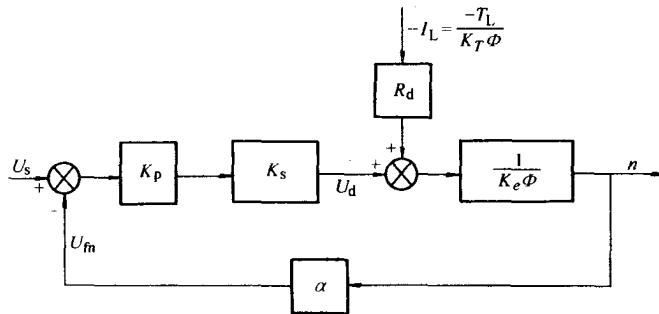 -I_L = -T_L / K_T Φ
R_d
+
U_s
+
-
K_p
K_s
U_d
+
1 / K_e Φ
n
U_fn
α